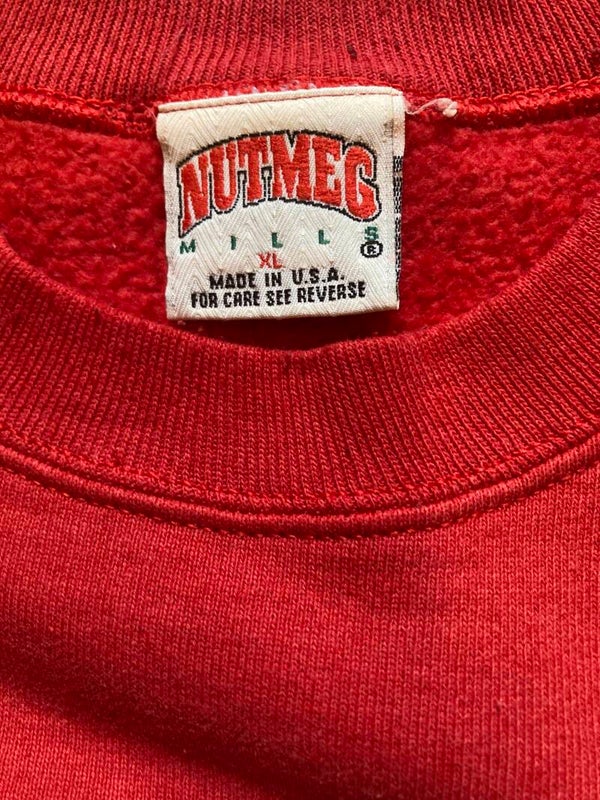 NUTMEG
MILLS ®
XL
MADE IN U.S.A.
FOR CARE SEE REVERSE